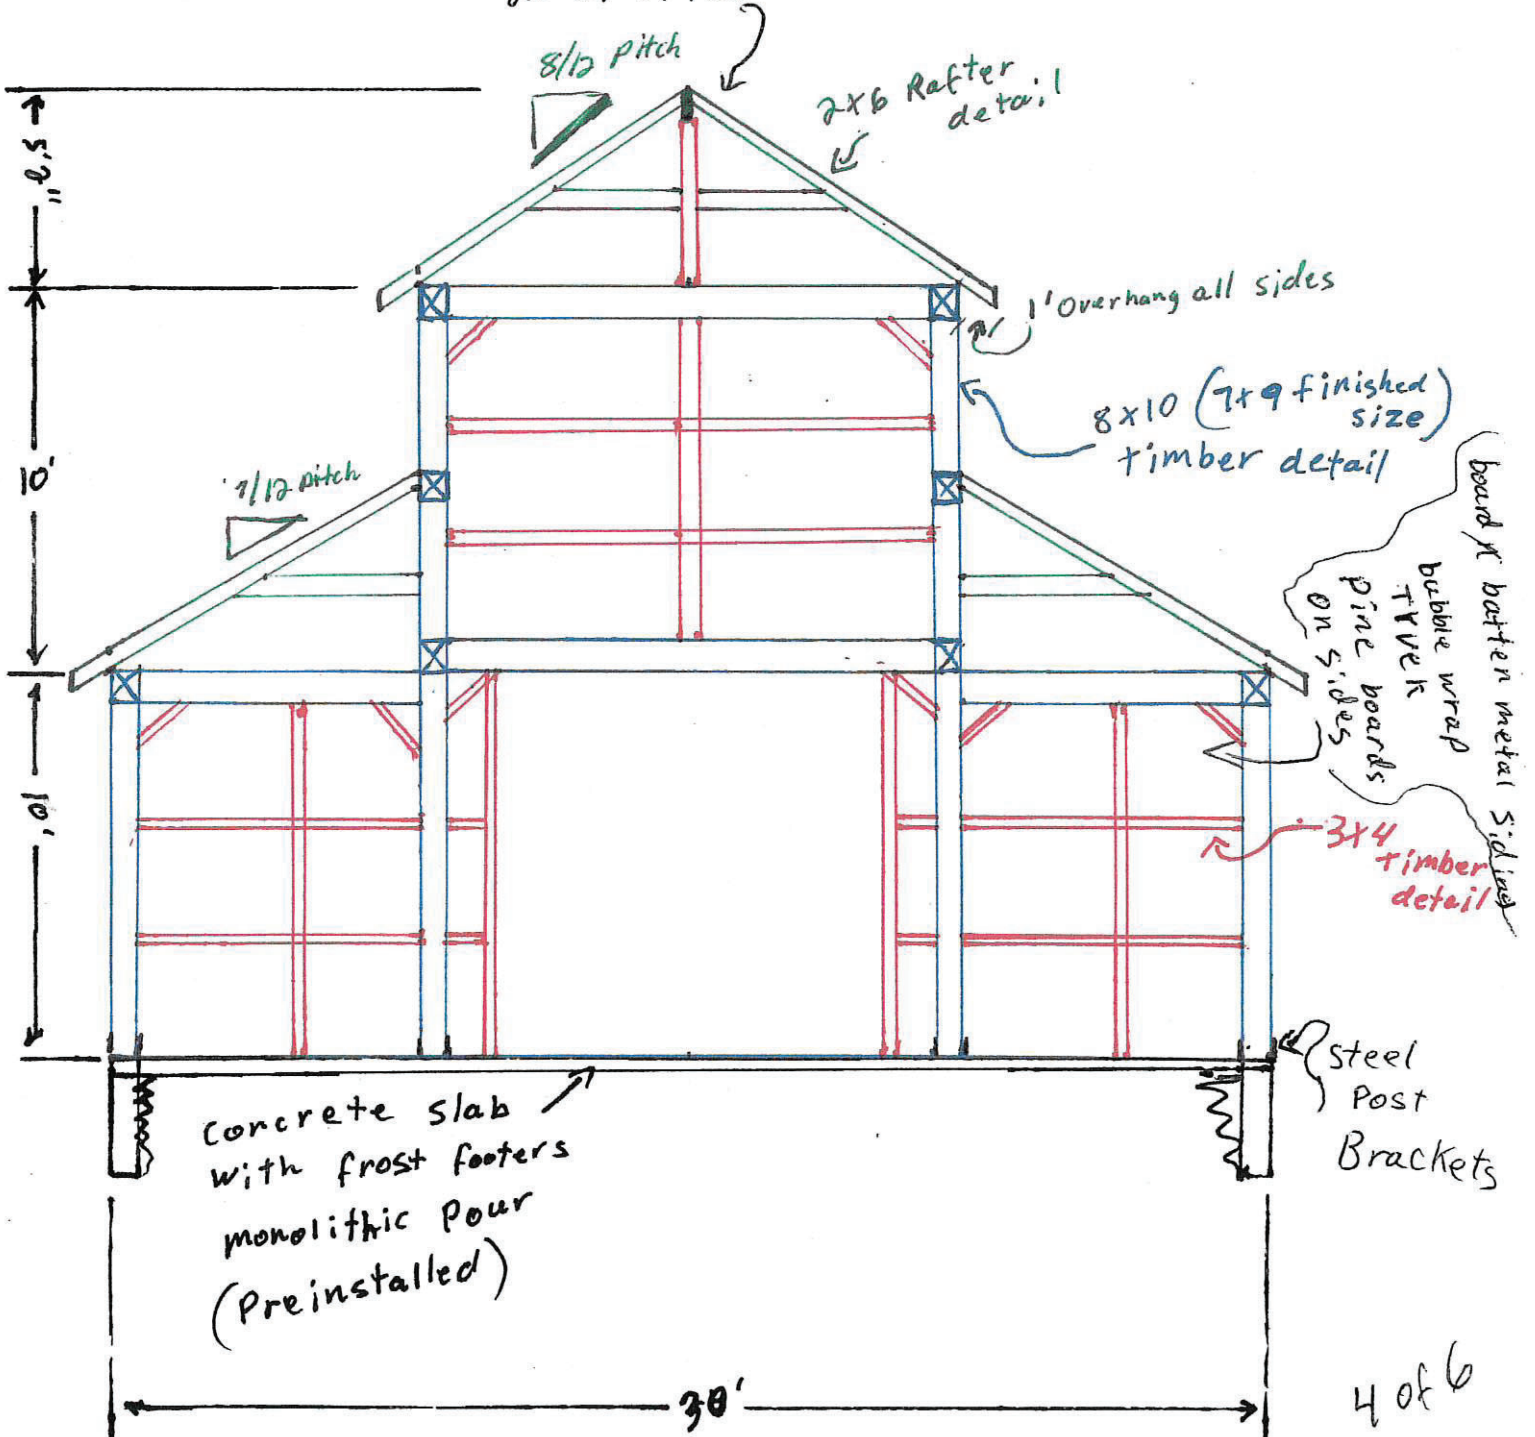 8/12 Pitch
2x6 Rafter
detail
1' Overhang all sides
8x10 (7x9 finished
size)
timber detail
10'
7/12 pitch
board n batten metal siding
bubble wrap
TYVEK
pine boards
on sides
10'
3x4
timber
detail
Steel
Post
Brackets
Concrete slab
with frost footers
monolithic Pour
(Preinstalled)
30'
4 of 6